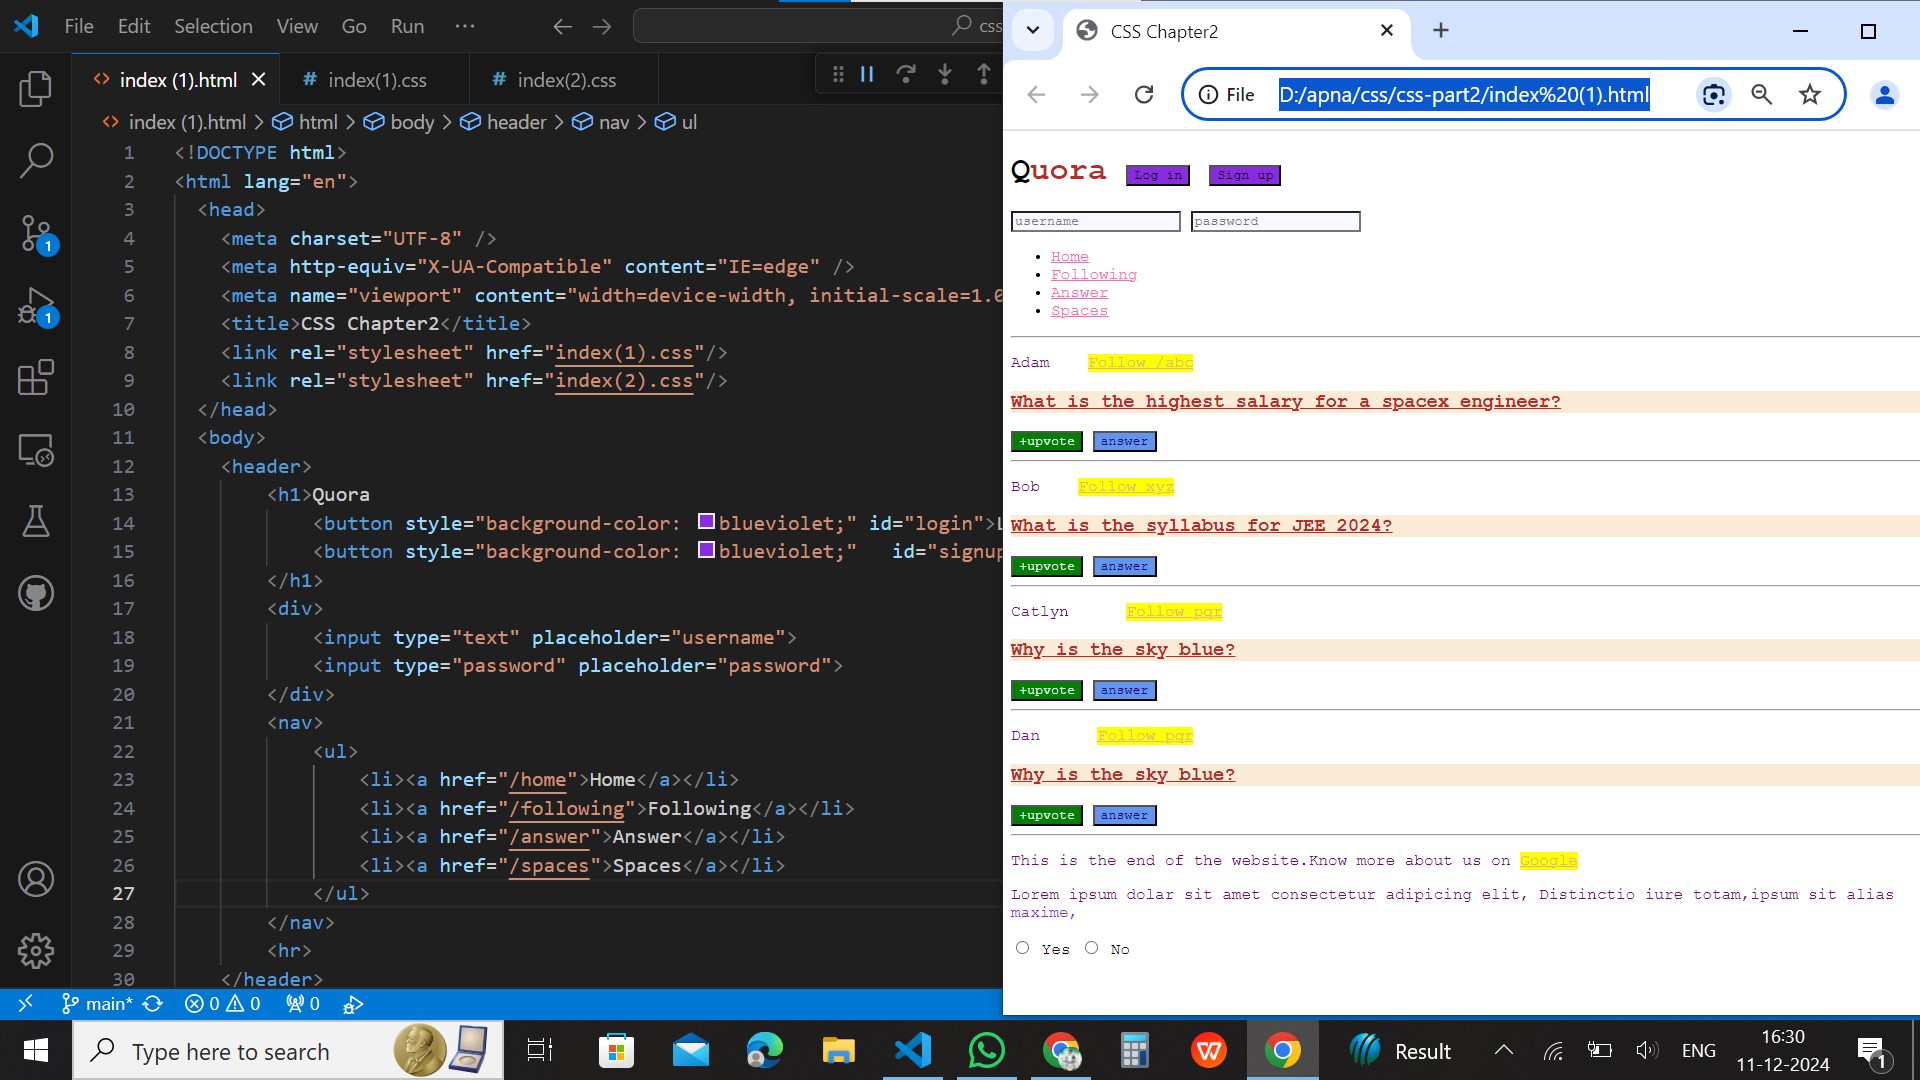 File Edit Selection View Go Run ··· css
index (1).html index(1).css index(2).css
index (1).html > html > body > header > nav > ul
1 <!DOCTYPE html>
2 <html lang="en">
3 <head>
4 <meta charset="UTF-8" />
5 <meta http-equiv="X-UA-Compatible" content="IE=edge" />
6 <meta name="viewport" content="width=device-width, initial-scale=1.0
7 <title>CSS Chapter2</title>
8 <link rel="stylesheet" href="index(1).css"/>
9 <link rel="stylesheet" href="index(2).css"/>
10 </head>
11 <body>
12 <header>
13 <h1>Quora
14 <button style="background-color: blueviolet;" id="login">L
15 <button style="background-color: blueviolet;" id="signup
16 </h1>
17 <div>
18 <input type="text" placeholder="username">
19 <input type="password" placeholder="password">
20 </div>
21 <nav>
22 <ul>
23 <li><a href="/home">Home</a></li>
24 <li><a href="/following">Following</a></li>
25 <li><a href="/answer">Answer</a></li>
26 <li><a href="/spaces">Spaces</a></li>
27 </ul>
28 </nav>
29 <hr>
30 </header>
1
1
main* 0 0 0
CSS Chapter2
File D:/apna/css/css-part2/index%20(1).html
Quora Log in Sign up
username password
Home
Following
Answer
Spaces
Adam Follow /abc
What is the highest salary for a spacex engineer?
+upvote answer
Bob Follow xyz
What is the syllabus for JEE 2024?
+upvote answer
Catlyn Follow pgr
Why is the sky blue?
+upvote answer
Dan Follow pqr
Why is the sky blue?
+upvote answer
This is the end of the website.Know more about us on Google
Lorem ipsum dolar sit amet consectetur adipicing elit, Distinctio iure totam,ipsum sit alias
maxime,
Yes No
Type here to search
Result
ENG
16:30
11-12-2024
1